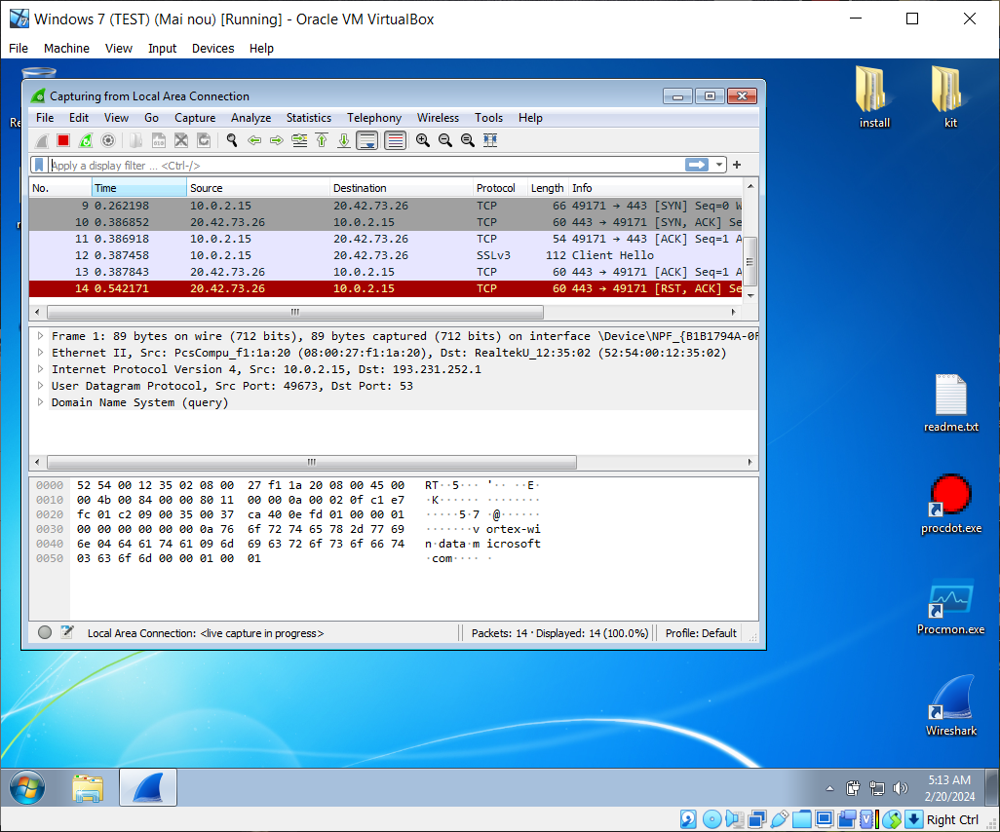 Windows 7 (TEST) (Mai nou) [Running] - Oracle VM VirtualBox
File Machine View Input Devices Help
Re
install
kit
Capturing from Local Area Connection
File Edit View Go Capture Analyze Statistics Telephony Wireless Tools Help
Apply a display filter ... <Ctrl-/>
No. Time Source Destination Protocol Length Info
9 0.262198 10.0.2.15 20.42.73.26 TCP 66 49171 → 443 [SYN] Seq=0 W
10 0.386852 20.42.73.26 10.0.2.15 TCP 60 443 → 49171 [SYN, ACK] Se
11 0.386918 10.0.2.15 20.42.73.26 TCP 54 49171 → 443 [ACK] Seq=1 A
12 0.387458 10.0.2.15 20.42.73.26 SSLv3 112 Client Hello
13 0.387843 20.42.73.26 10.0.2.15 TCP 60 443 → 49171 [ACK] Seq=1 A
14 0.542171 20.42.73.26 10.0.2.15 TCP 60 443 → 49171 [RST, ACK] Se
Frame 1: 89 bytes on wire (712 bits), 89 bytes captured (712 bits) on interface \Device\NPF_{B1B1794A-0F
Ethernet II, Src: PcsCompu_f1:1a:20 (08:00:27:f1:1a:20), Dst: RealtekU_12:35:02 (52:54:00:12:35:02)
Internet Protocol Version 4, Src: 10.0.2.15, Dst: 193.231.252.1
User Datagram Protocol, Src Port: 49673, Dst Port: 53
Domain Name System (query)
0000 52 54 00 12 35 02 08 00 27 f1 1a 20 08 00 45 00 RT··5··· '·· ··E·
0010 00 4b 00 84 00 00 80 11 00 00 0a 00 02 0f c1 e7 ·K······ ········
0020 fc 01 c2 09 00 35 00 37 ca 40 0e fd 01 00 00 01 ·····5·7 ·@······
0030 00 00 00 00 00 00 0a 76 6f 72 74 65 78 2d 77 69 ·······v ortex-wi
0040 6e 04 64 61 74 61 09 6d 69 63 72 6f 73 6f 66 74 n·data·m icrosoft
0050 03 63 6f 6d 00 00 01 00 01 ·com···· ·
Local Area Connection: <live capture in progress>
Packets: 14 · Displayed: 14 (100.0%)
Profile: Default
readme.txt
procdot.exe
Procmon.exe
Wireshark
5:13 AM
2/20/2024
Right Ctrl